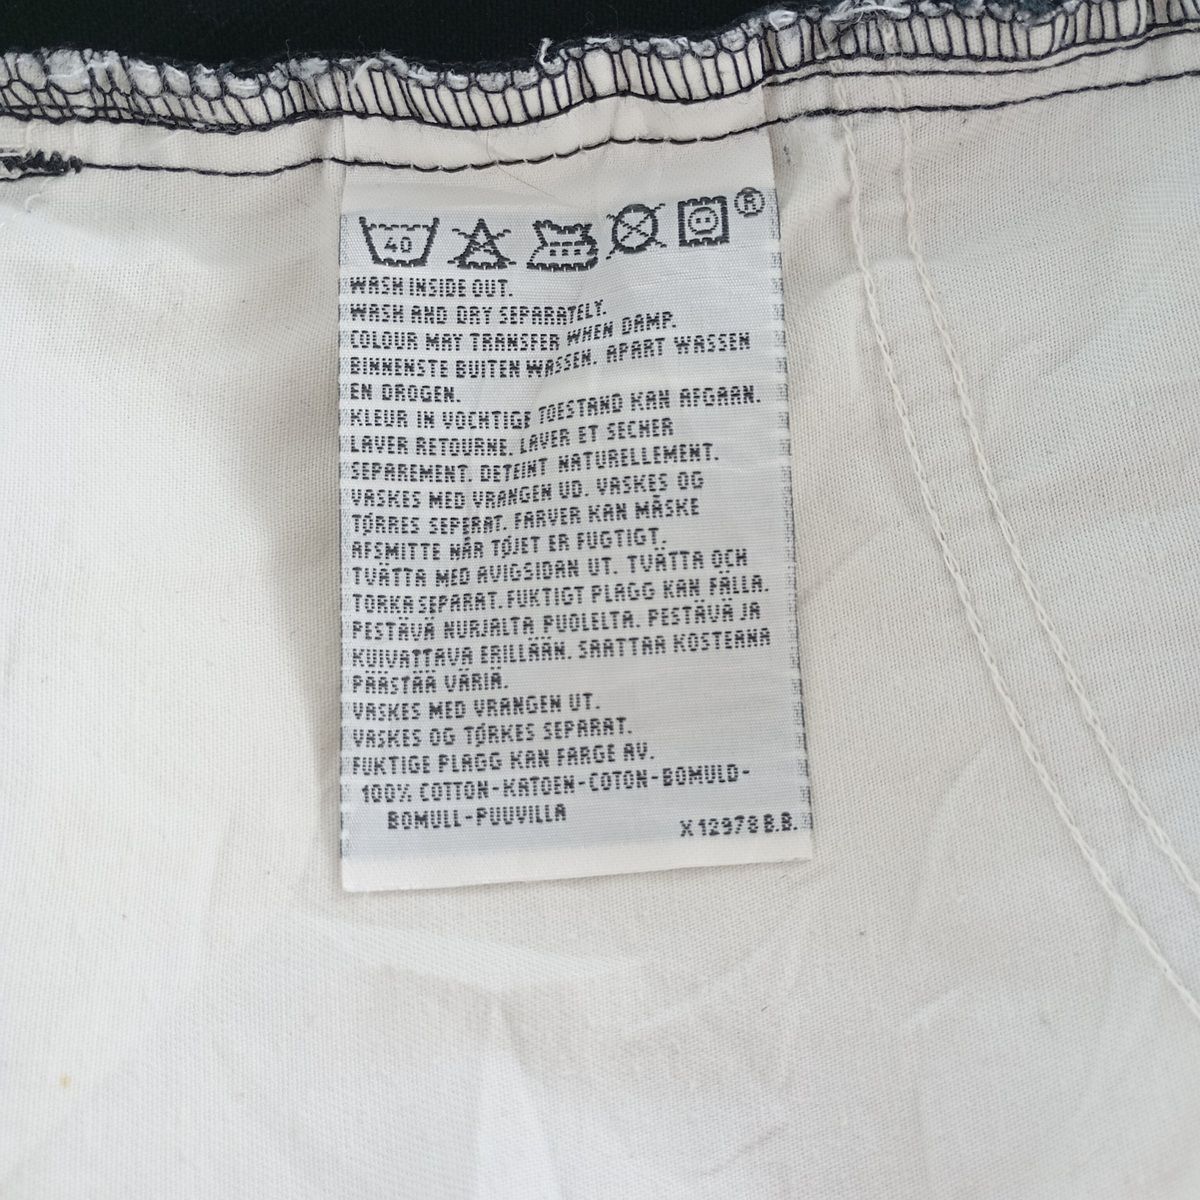 40 ®
WASH INSIDE OUT.
WASH AND DRY SEPARATELY.
COLOUR MAY TRANSFER WHEN DAMP.
BINNENSTE BUITEN WASSEN. APART WASSEN
EN DROGEN.
KLEUR IN VOCHTIGE TOESTAND KAN AFGAAN.
LAVER RETOURNE. LAVER ET SECHER
SEPAREMENT. DETEINT NATURELLEMENT.
VASKES MED VRANGEN UD. VASKES OG
TØRRES SEPERAT. FARVER KAN MÅSKE
AFSMITTE NÅR TØJET ER FUGTIGT.
TVÄTTA MED AVIGSIDAN UT. TVÄTTA OCH
TORKA SEPARAT. FUKTIGT PLAGG KAN FÄLLA.
PESTÄVÄ NURJALTA PUOLELTA. PESTÄVÄ JA
KUIVATTAVA ERILLÄÄN. SAATTAA KOSTEANA
PÄÄSTÄÄ VÄRIÄ.
VASKES MED VRANGEN UT.
VASKES OG TØRKES SEPARAT.
FUKTIGE PLAGG KAN FARGE AV.
100% COTTON-KATOEN-COTON-BOMULD-
BOMULL-PUUVILLA
X12978 B.B.